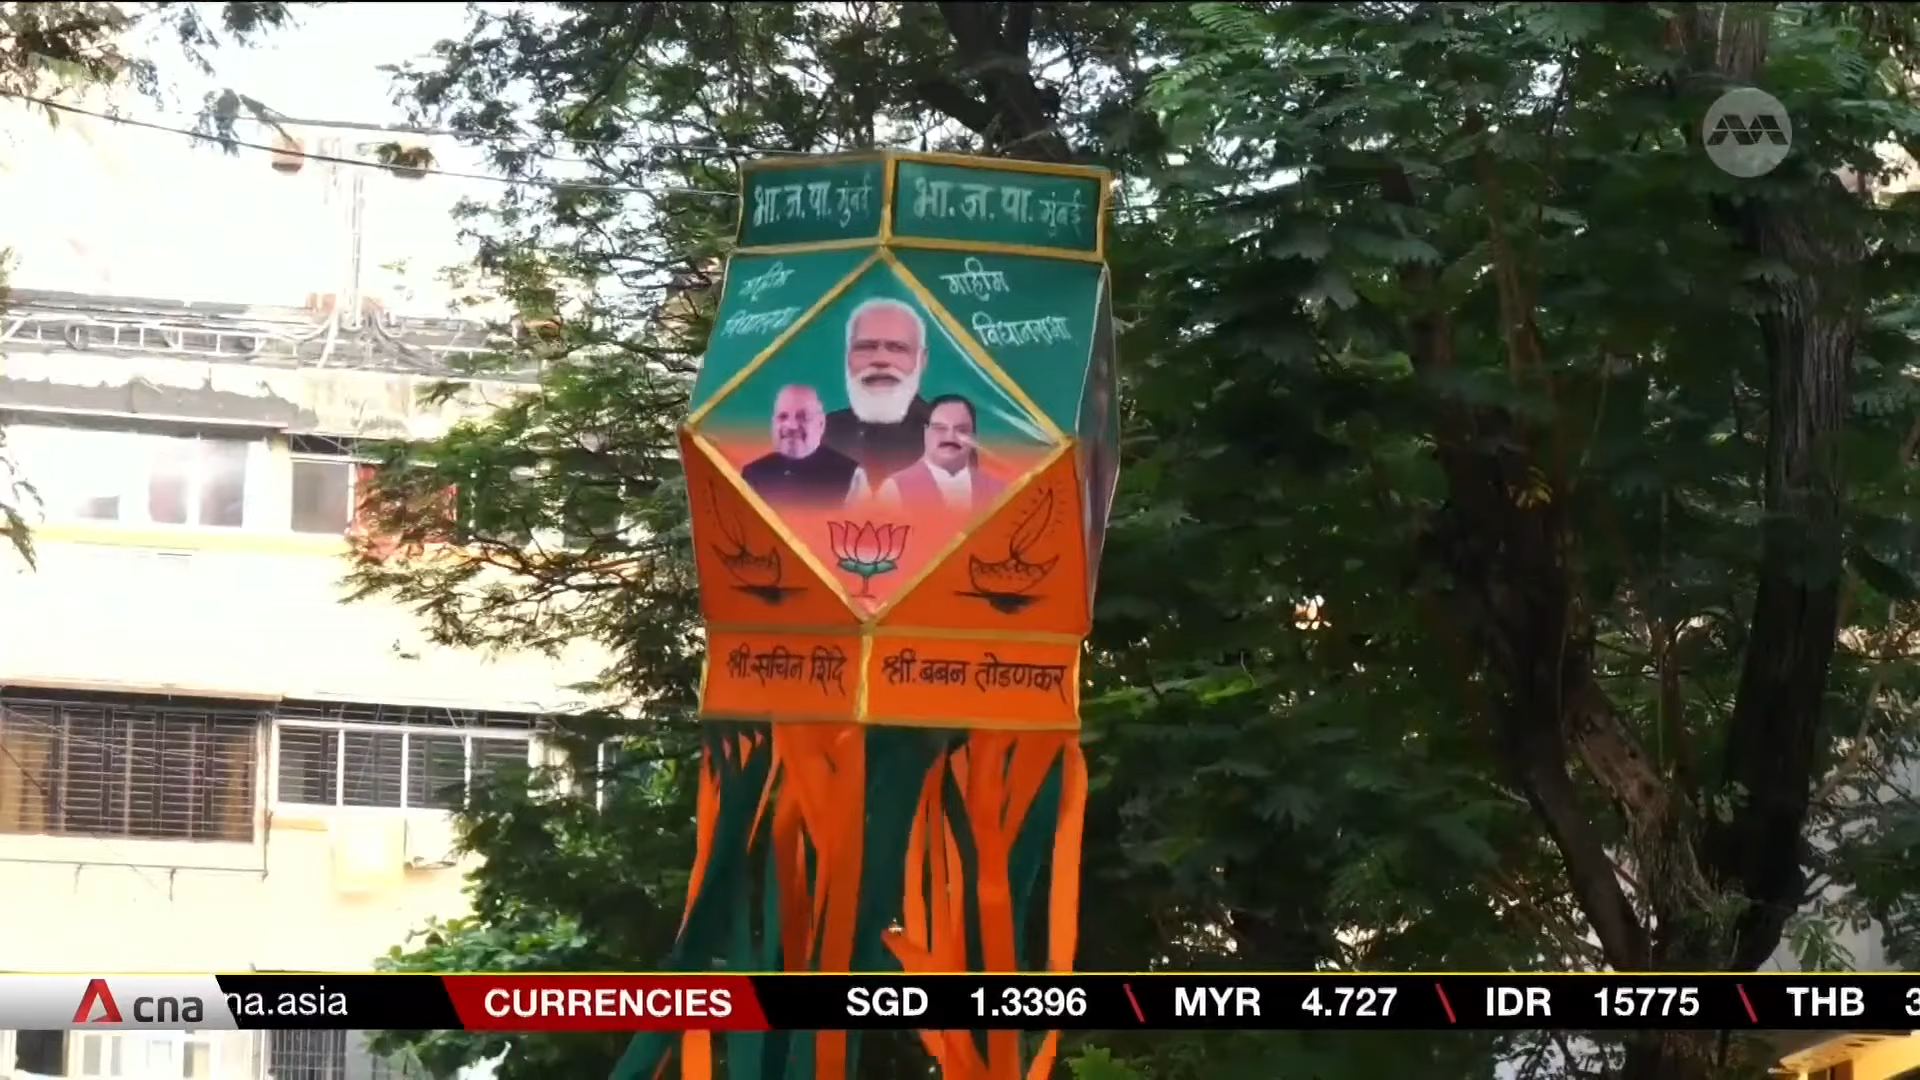 भा.ज.पा. मुंबई
भा.ज.पा. मुंबई
माहीम
विधानसभा
माहीम
विधानसभा
श्री.सचिन शिंदे
श्री.बबन तोडणकर
cna
na.asia
CURRENCIES
SGD 1.3396
MYR 4.727
IDR 15775
THB 3